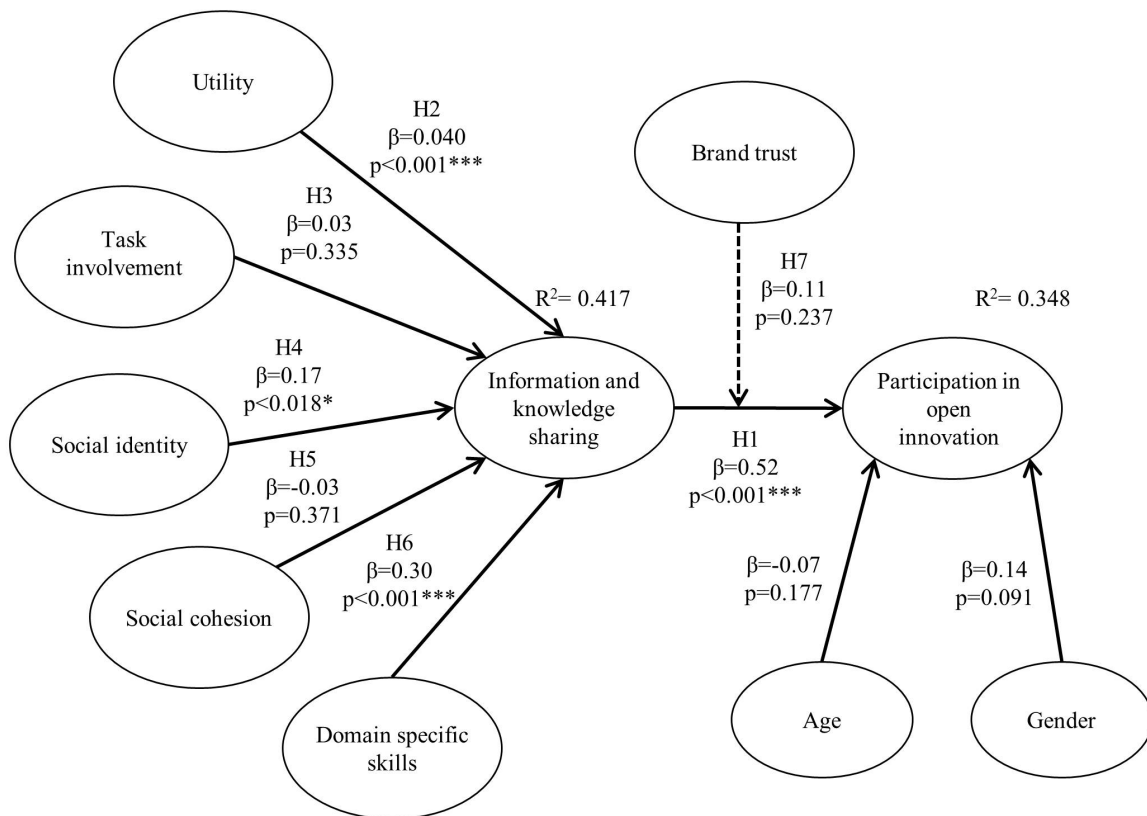 Utility
H2
β=0.040
p<0.001***
Brand trust
H3
β=0.03
p=0.335
Task
involvement
H7
β=0.11
p=0.237
R²= 0.417
R²= 0.348
H4
β=0.17
p<0.018*
Social identity
Information and
knowledge
sharing
Participation in
open
innovation
H1
β=0.52
p<0.001***
H5
β=-0.03
p=0.371
H6
β=0.30
p<0.001***
Social cohesion
β=-0.07
p=0.177
β=0.14
p=0.091
Domain specific
skills
Age
Gender